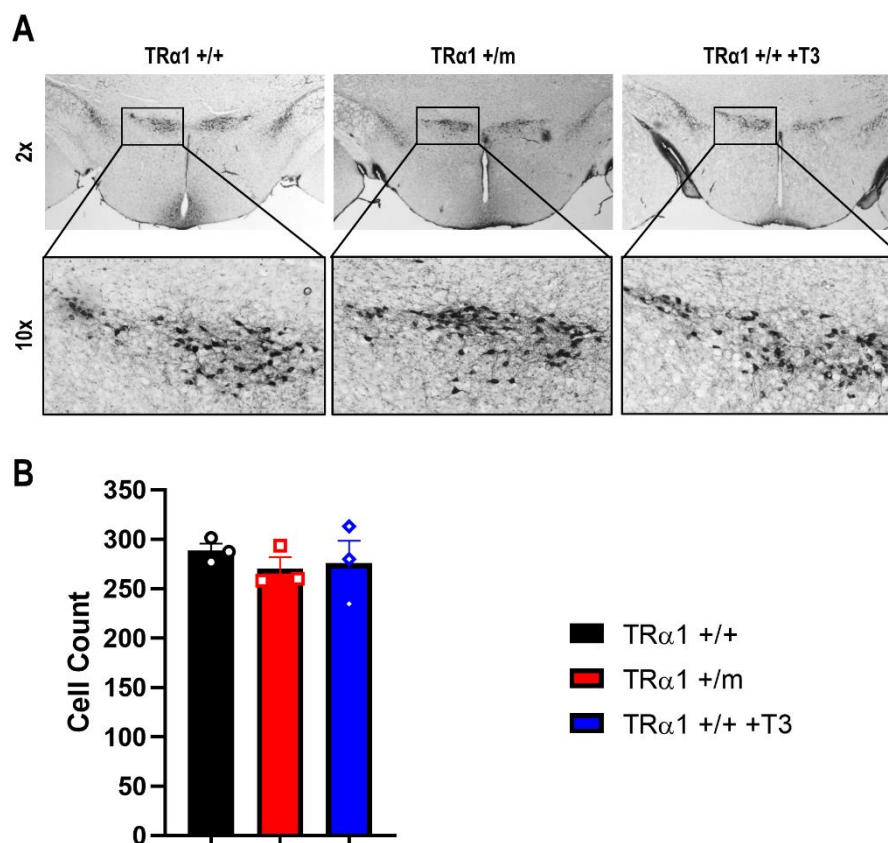 A
TRα1 +/+
TRα1 +/m
TRα1 +/+ +T3
2x
10x
B
350
300
250
200
150
100
50
0
Cell Count
TRα1 +/+
TRα1 +/m
TRα1 +/+ +T3